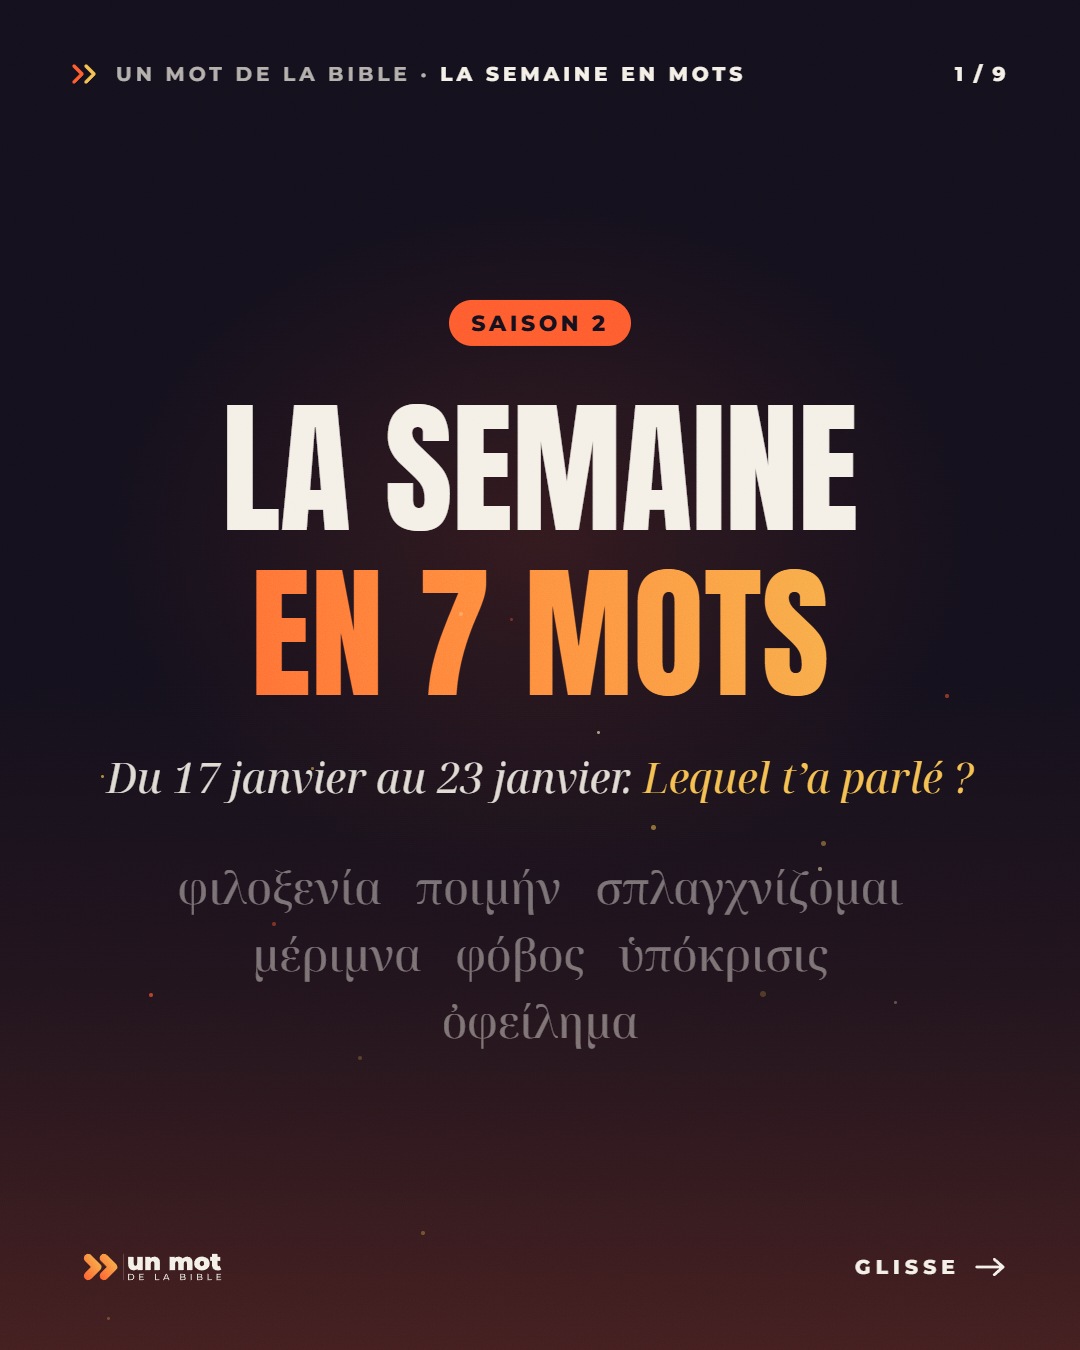 UN MOT DE LA BIBLE · LA SEMAINE EN MOTS
1 / 9
SAISON 2
LA SEMAINE
EN 7 MOTS
Du 17 janvier au 23 janvier. Lequel t’a parlé ?
φιλοξενία ποιμήν σπλαγχνίζομαι
μέριμνα φόβος ὑπόκρισις
ὀφείλημα
un mot
DE LA BIBLE
GLISSE →